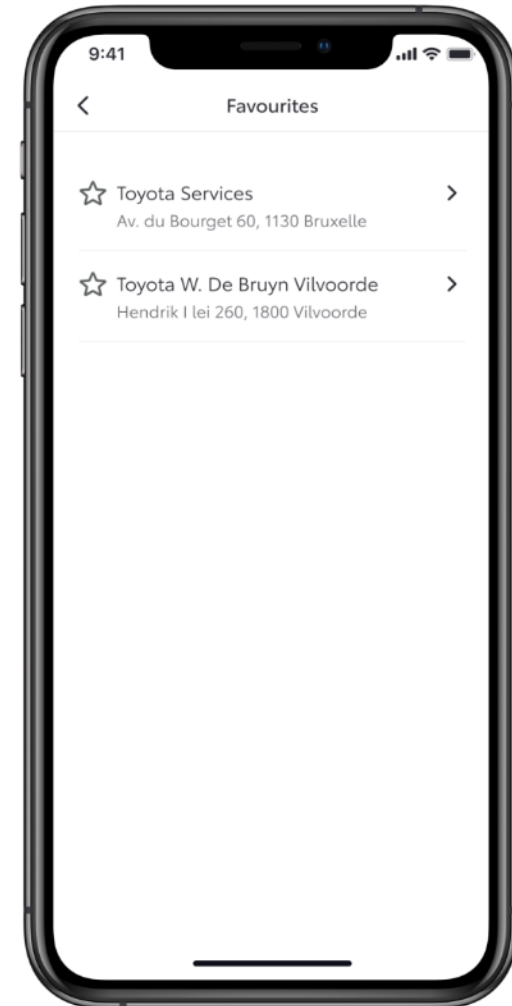 9:41
Favourites
Toyota Services
Av. du Bourget 60, 1130 Bruxelle
Toyota W. De Bruyn Vilvoorde
Hendrik I lei 260, 1800 Vilvoorde